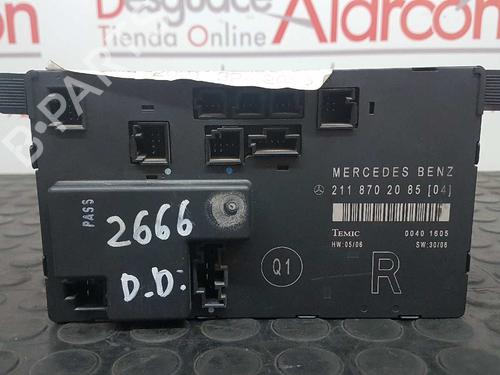 Desguace
Alarcon
Tienda Online
Alarcon
B-PARTS
MERCEDES BENZ
211 870 20 85 [04]
TEMIC 0040 1605
HW:05/06 SW:30/06
PASS
2666
D.D.
Q1
R